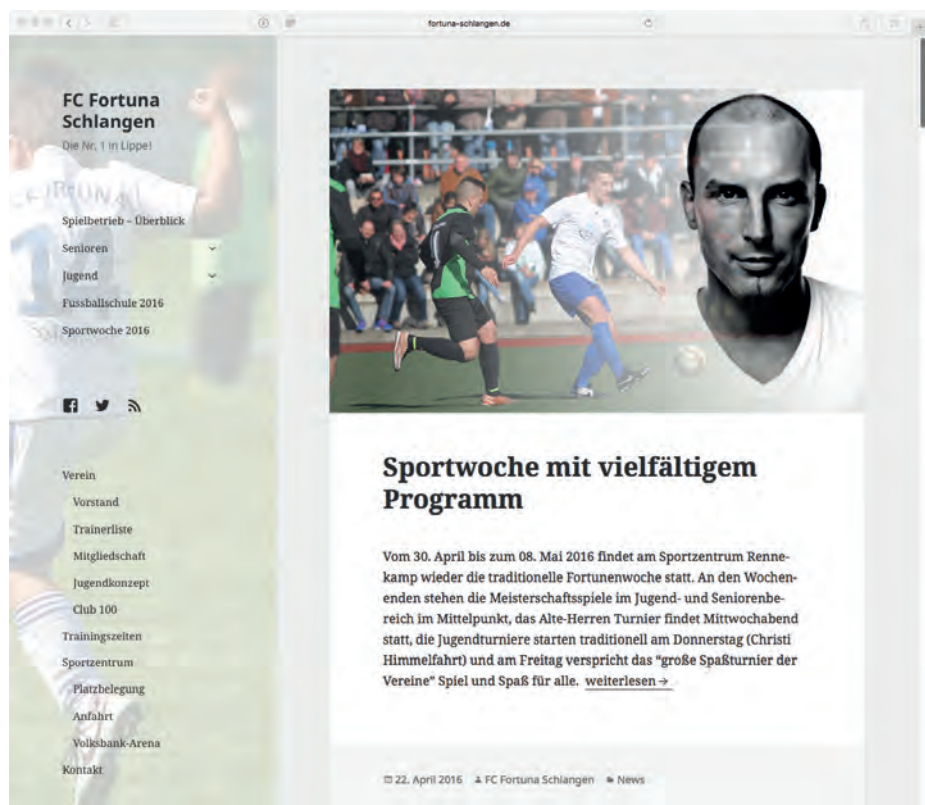 fortuna-schlangen.de
FC Fortuna
Schlangen
Die Nr. 1 in Lippe!
Spielbetrieb – Überblick
Senioren
Jugend
Fussballschule 2016
Sportwoche 2016
Verein
Vorstand
Trainerliste
Mitgliedschaft
Jugendkonzept
Club 100
Trainingszeiten
Sportzentrum
Platzbelegung
Anfahrt
Volksbank-Arena
Kontakt
Sportwoche mit vielfältigem
Programm
Vom 30. April bis zum 08. Mai 2016 findet am Sportzentrum Renne-
kamp wieder die traditionelle Fortunenwoche statt. An den Wochen-
enden stehen die Meisterschaftsspiele im Jugend- und Seniorenbe-
reich im Mittelpunkt, das Alte-Herren Turnier findet Mittwochabend
statt, die Jugendturniere starten traditionell am Donnerstag (Christi
Himmelfahrt) und am Freitag verspricht das “große Spaßturnier der
Vereine” Spiel und Spaß für alle. weiterlesen →
22. April 2016 FC Fortuna Schlangen News